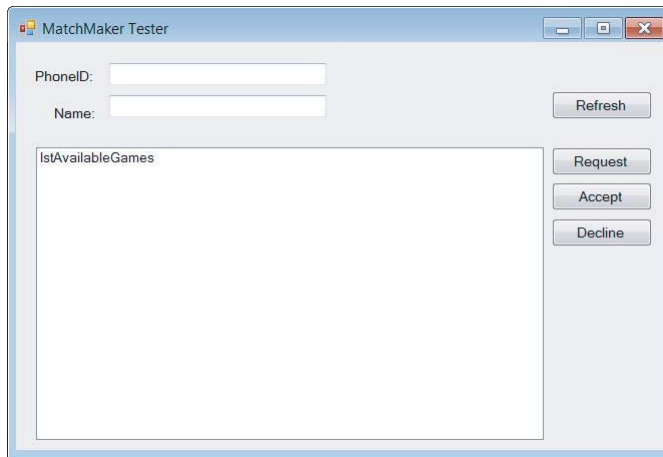 MatchMaker Tester
PhoneID:
Name:
Refresh
lstAvailableGames
Request
Accept
Decline